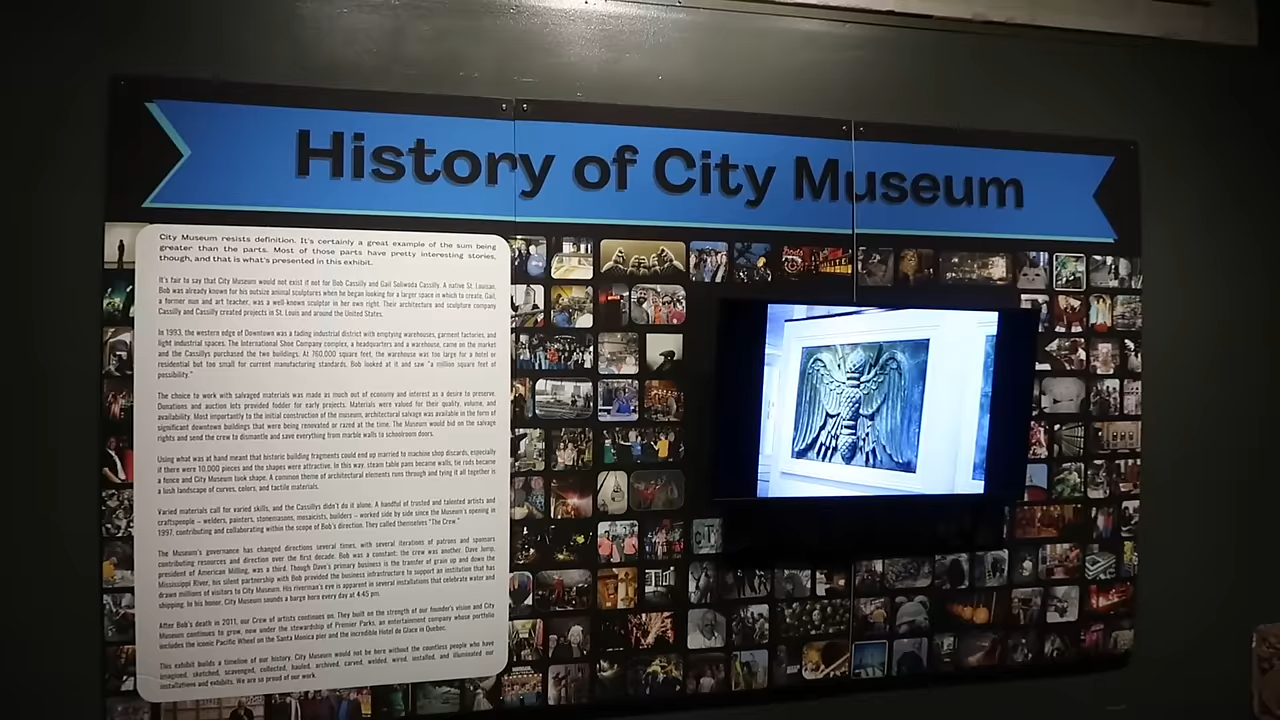 History of City Museum
City Museum resists definition. It's certainly a great example of the sum being
greater than the parts. Most of those parts have pretty interesting stories,
though, and that is what's presented in this exhibit.
It's fair to say that City Museum would not exist if not for Bob Cassilly and Gail Soliwoda Cassilly. A native St. Louisan,
Bob was already known for his outsize animal sculptures when he began looking for a larger space in which to create. Gail,
a former nun and art teacher, was a well-known sculptor in her own right. Their architecture and sculpture company
Cassilly and Cassilly created projects in St. Louis and around the United States.
In 1993, the western edge of Downtown was a fading industrial district with emptying warehouses, garment factories, and
light industrial spaces. The International Shoe Company complex, a headquarters and a warehouse, came on the market
and the Cassillys purchased the two buildings. At 760,000 square feet, the warehouse was too large for a hotel or
residential but too small for current manufacturing standards. Bob looked at it and saw "a million square feet of
possibility."
The choice to work with salvaged materials was made as much out of economy and interest as a desire to preserve.
Donations and auction lots provided fodder for early projects. Materials were valued for their quality, volume, and
availability. Most importantly to the initial construction of the museum, architectural salvage was available in the form of
significant downtown buildings that were being renovated or razed at the time. The Museum would bid on the salvage
rights and send the crew to dismantle and save everything from marble walls to schoolroom doors.
Using what was at hand meant that historic building fragments could end up married to machine shop discards, especially
if there were 10,000 pieces and the shapes were attractive. In this way, steam table pans became walls, tie rods became
a fence and City Museum took shape. A common theme of architectural elements runs through and tying it all together is
a lush landscape of curves, colors, and tactile materials.
Varied materials call for varied skills, and the Cassillys didn't do it alone. A handful of trusted and talented artists and
craftspeople – welders, painters, stonemasons, mosaicists, builders – worked side by side since the Museum's opening in
1997, contributing and collaborating within the scope of Bob's direction. They called themselves "The Crew."
The Museum's governance has changed directions several times, with several iterations of patrons and sponsors
contributing resources and direction over the first decade. Bob was a constant; the crew was another. Dave Jump,
president of American Milling, was a third. Though Dave's primary business is the transfer of grain up and down the
Mississippi River, his silent partnership with Bob provided the business infrastructure to support an institution that has
drawn millions of visitors to City Museum. His riverman's eye is apparent in several installations that celebrate water and
shipping. In his honor, City Museum sounds a barge horn every day at 4:45 pm.
After Bob's death in 2011, our Crew of artists continues on. They built on the strength of our founder's vision and City
Museum continues to grow, now under the stewardship of Premier Parks, an entertainment company whose portfolio
includes the iconic Pacific Wheel on the Santa Monica pier and the incredible Hotel de Glace in Quebec.
This exhibit builds a timeline of our history. City Museum would not be here without the countless people who have
imagined, sketched, scavenged, collected, hauled, archived, carved, welded, wired, installed, and illuminated our
installations and exhibits. We are so proud of our work.